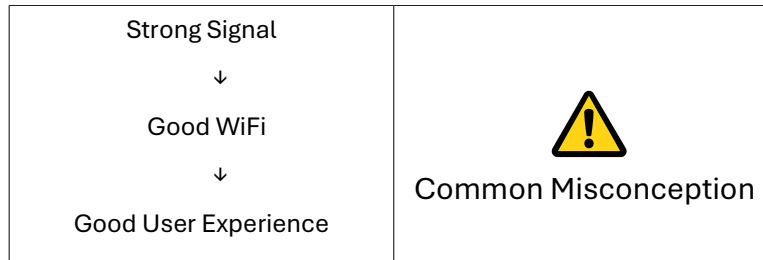 Strong Signal
↓
Good WiFi
↓
Good User Experience
Common Misconception